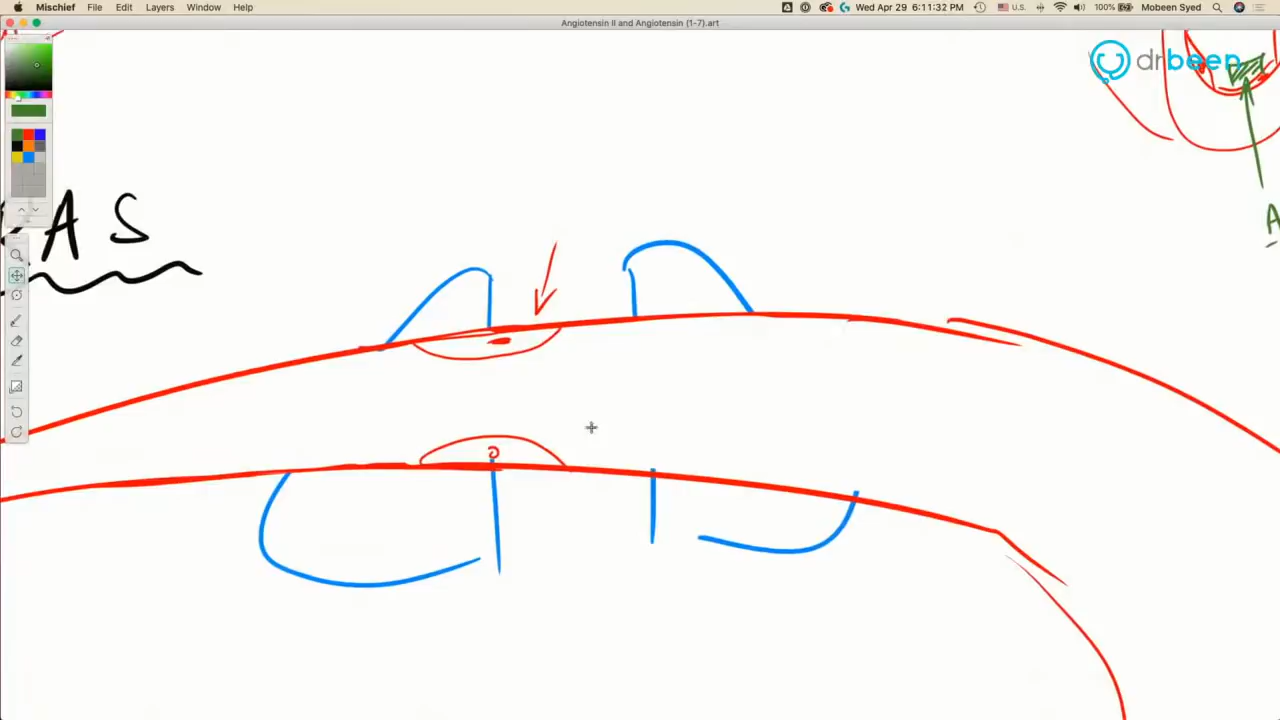 Mischief File Edit Layers Window Help
100% Wed Apr 29 6:11:32 PM U.S. 100% Mobeen Syed
Angiotensin II and Angiotensin (1-7).art
drbeen
AS
A